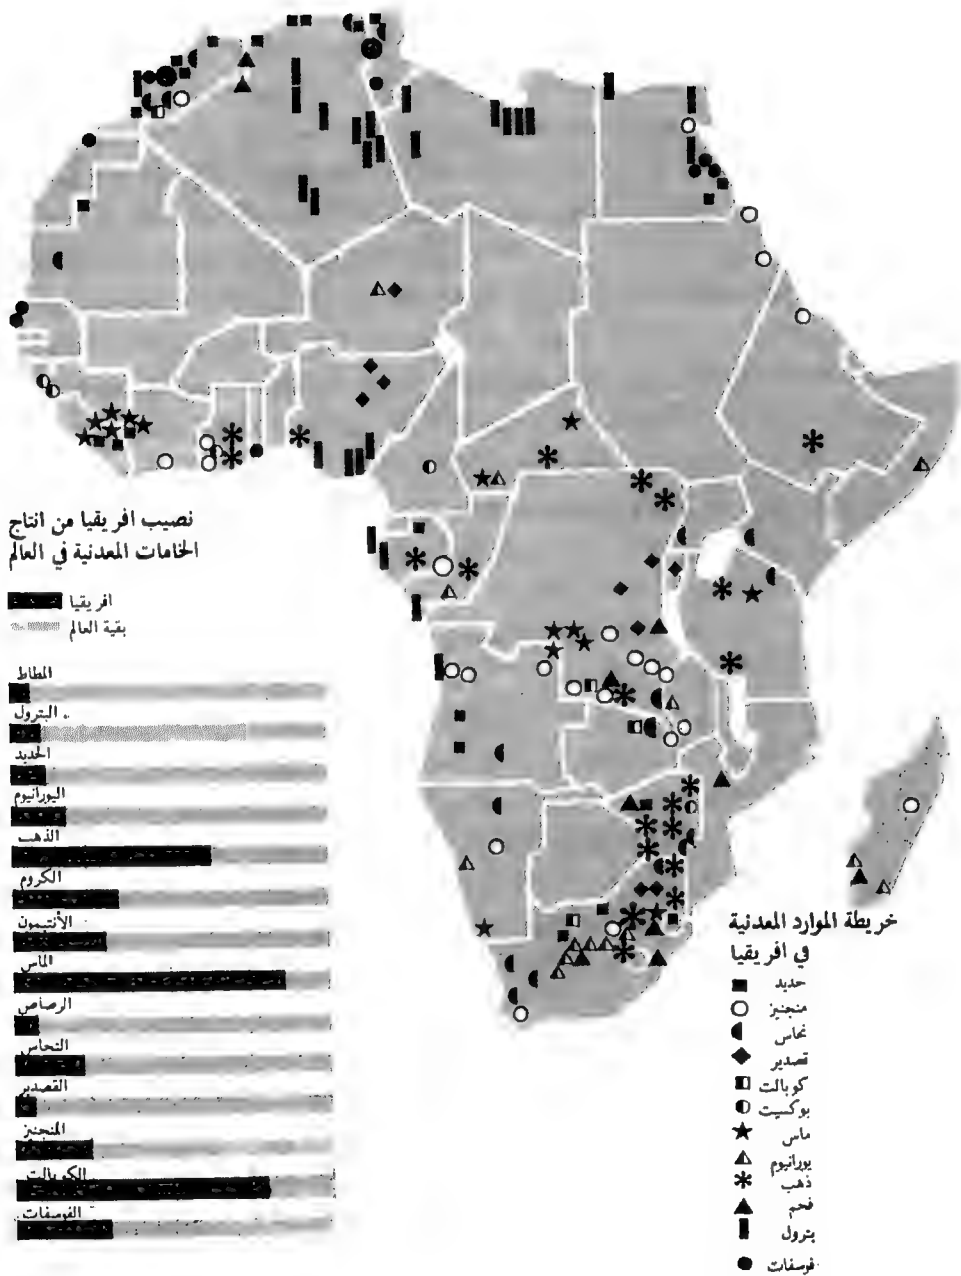 نصيب افريقيا من انتاج
الخامات المعدنية في العالم
افريقيا
بقية العالم
المطاط
البترول
الحديد
اليورانيوم
الذهب
الكروم
الأنتيمون
الماس
الرصاص
النحاس
القصدير
المنجنيز
الكوبالت
الفوسفات
خريطة الموارد المعدنية
في افريقيا
حديد
منجنيز
نحاس
قصدير
كوبالت
بوكسيت
ماس
يورانيوم
ذهب
فحم
بترول
فوسفات